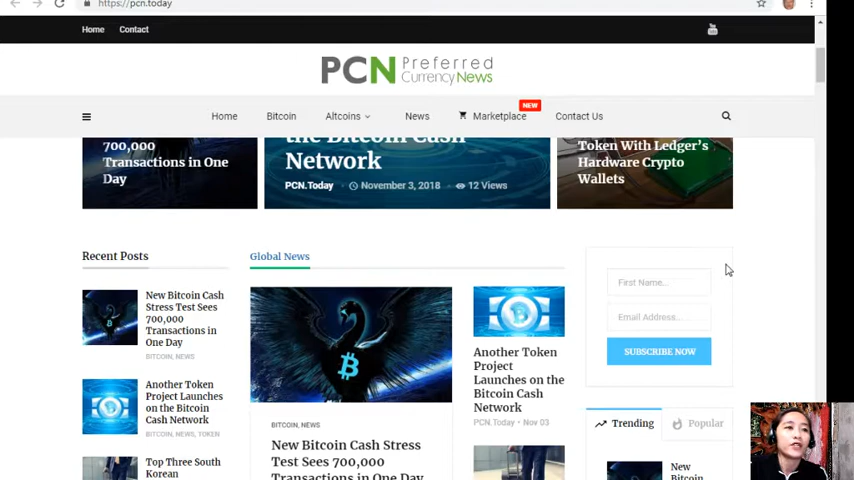 https://pcn.today
Home
Contact
PCN Preferred
Currency News
NEW
Home
Bitcoin
Altcoins
News
Marketplace
Contact Us
700,000
Transactions in One
Day
the Bitcoin Cash
Network
PCN.Today
November 3, 2018
12 Views
Token With Ledger's
Hardware Crypto
Wallets
Recent Posts
New Bitcoin Cash
Stress Test Sees
700,000
Transactions in
One Day
BITCOIN, NEWS
Another Token
Project Launches
on the Bitcoin
Cash Network
BITCOIN, NEWS, TOKEN
Top Three South
Korean
Global News
BITCOIN, NEWS
New Bitcoin Cash Stress
Test Sees 700,000
Transactions in One Day
Another Token
Project
Launches on the
Bitcoin Cash
Network
PCN.Today • Nov 03
First Name...
Email Address...
SUBSCRIBE NOW
Trending
Popular
New
Bitcoin